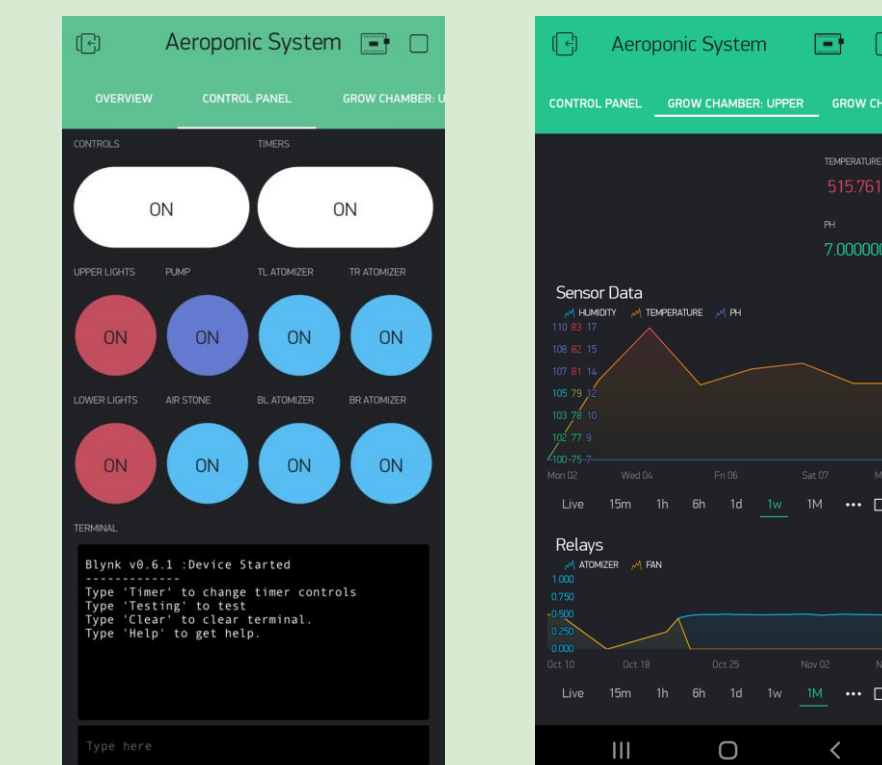 Aeroponic System
OVERVIEW CONTROL PANEL GROW CHAMBER: U
CONTROLS TIMERS
ON ON
UPPER LIGHTS PUMP TL ATOMIZER TR ATOMIZER
ON ON ON ON
LOWER LIGHTS AIR STONE BL ATOMIZER BR ATOMIZER
ON ON ON ON
TERMINAL
Blynk v0.6.1 :Device Started
-------------
Type 'Timer' to change timer controls
Type 'Testing' to test
Type 'Clear' to clear terminal.
Type 'Help' to get help.
Type here
Aeroponic System
CONTROL PANEL GROW CHAMBER: UPPER GROW CH
TEMPERATURE
515.761
PH
7.000000
Sensor Data
HUMIDITY TEMPERATURE PH
110 83 17
108 82 15
107 81 14
105 79 12
103 78 10
102 77 9
100 75 7
Mon 02 Wed 04 Fri 06 Sat 07 M
Live 15m 1h 6h 1d 1w 1M
Relays
ATOMIZER FAN
1.000
0.750
0.500
0.250
0.000
Oct 10 Oct 18 Oct 25 Nov 02 N
Live 15m 1h 6h 1d 1w 1M